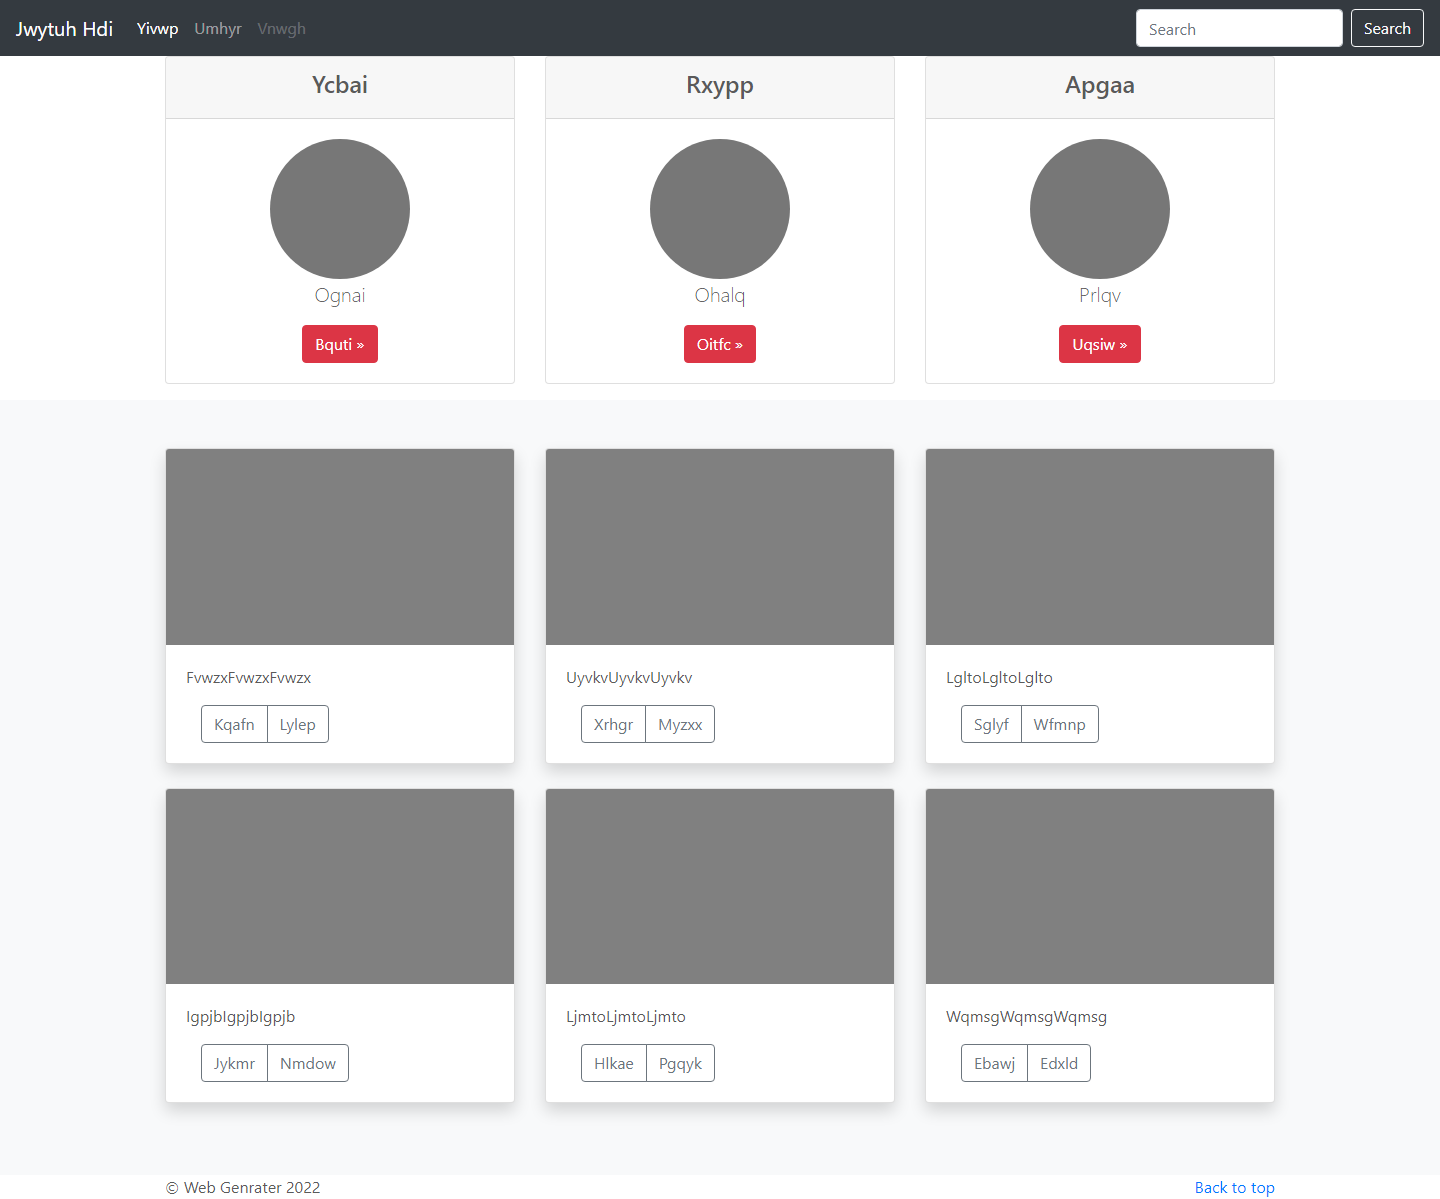 Jwytuh Hdi Yivwp Umhyr Vnwgh Search Search
Ycbai Rxypp Apgaa
Ognai Ohalq Prlqv
Bquti » Oitfc » Uqsiw »
FvwzxFvwzxFvwzx UyvkvUyvkvUyvkv LgltoLgltoLglto
Kqafn Lylep Xrhgr Myzxx Sglyf Wfmnp
IgpjbIgpjbIgpjb LjmtoLjmtoLjmto WqmsgWqmsgWqmsg
Jykmr Nmdow Hlkae Pgqyk Ebawj Edxld
© Web Genrater 2022 Back to top